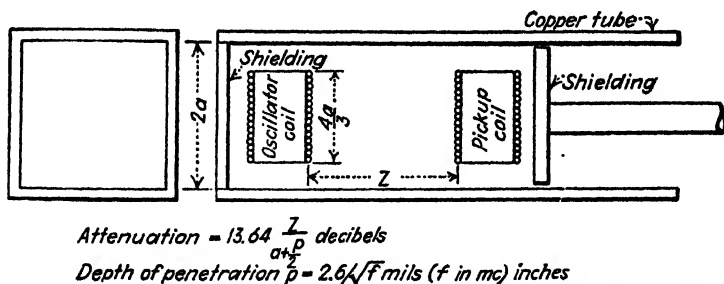 Copper tube
Shielding
Shielding
2a
Oscillator
coil
4a/3
Pickup
coil
Z
Attenuation = 13.64 Z/(a+p/2) decibels
Depth of penetration p = 2.6/√f mils (f in mc) inches